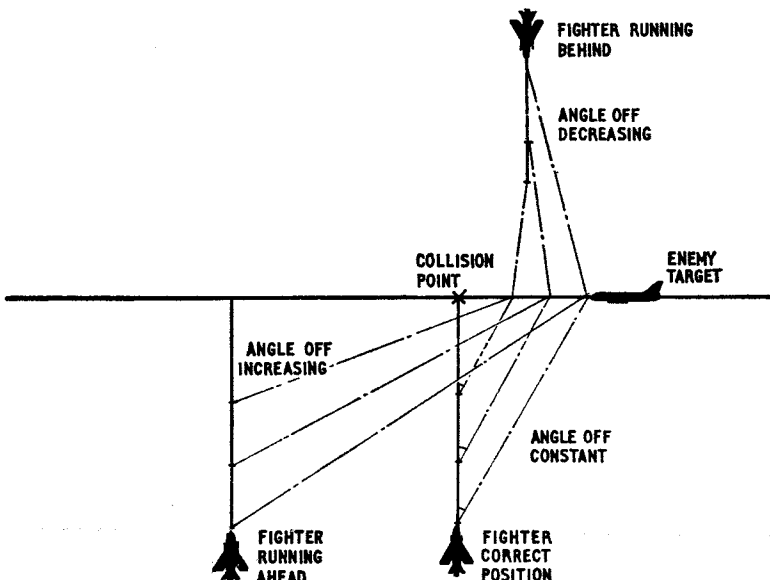 FIGHTER RUNNING
BEHIND
ANGLE OFF
DECREASING
COLLISION
POINT
ENEMY
TARGET
ANGLE OFF
INCREASING
ANGLE OFF
CONSTANT
FIGHTER
RUNNING
AHEAD
FIGHTER
CORRECT
POSITION